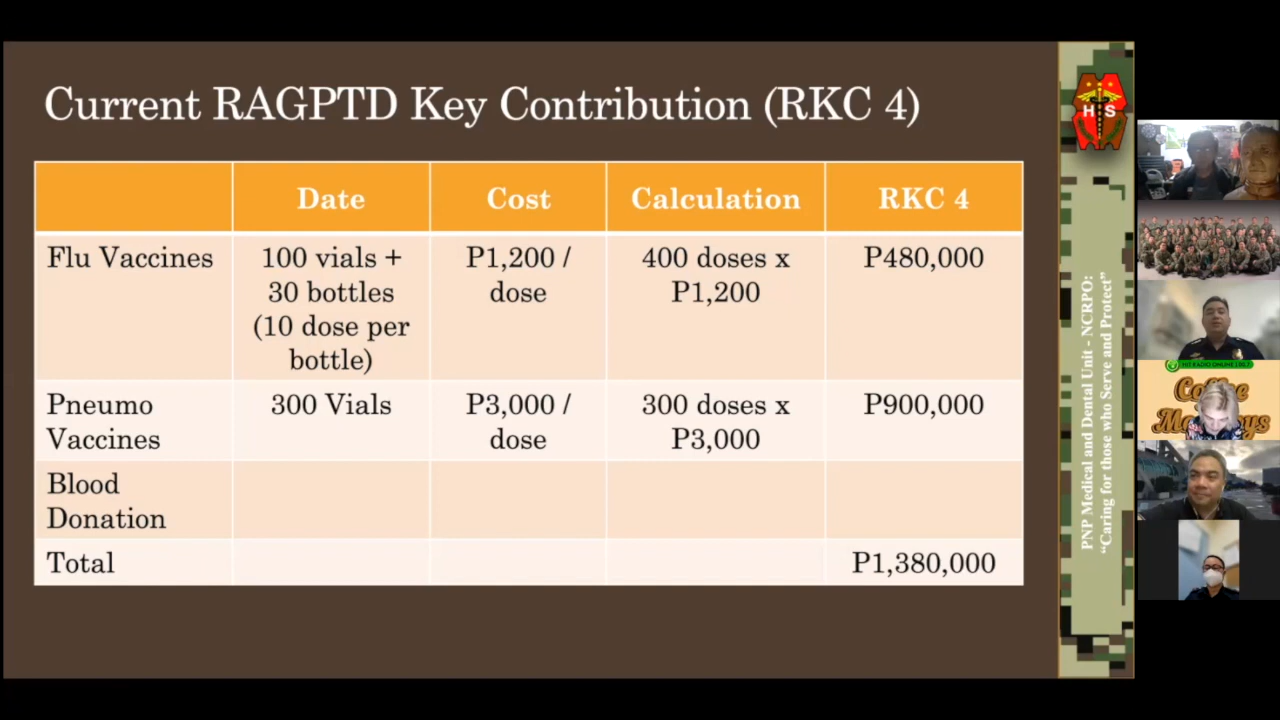 Current RAGPTD Key Contribution (RKC 4)
Date
Cost
Calculation
RKC 4
Flu Vaccines
100 vials +
30 bottles
(10 dose per
bottle)
P1,200 /
dose
400 doses x
P1,200
P480,000
Pneumo
Vaccines
300 Vials
P3,000 /
dose
300 doses x
P3,000
P900,000
Blood
Donation
Total
P1,380,000
H S
PNP Medical and Dental Unit - NCRPO:
“Caring for those who Serve and Protect”